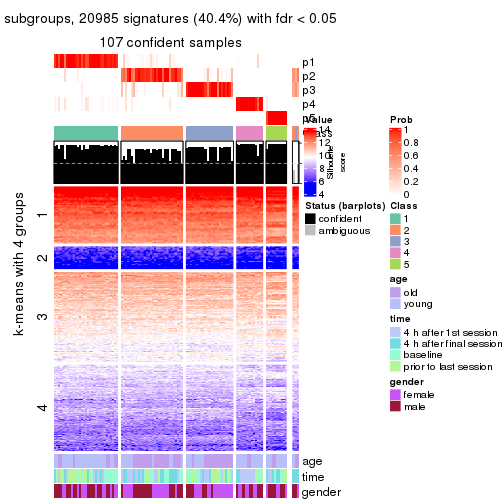 subgroups, 20985 signatures (40.4%) with fdr < 0.05
107 confident samples
p1
p2
p3
p4
p5
Class
Silhouette
score
k-means with 4 groups
1
2
3
4
age
time
gender
Value
14
12
10
8
6
4
Prob
1
0.8
0.6
0.4
0.2
0
Status (barplots)
confident
ambiguous
Class
1
2
3
4
5
age
old
young
time
4 h after 1st session
4 h after final session
baseline
prior to last session
gender
female
male